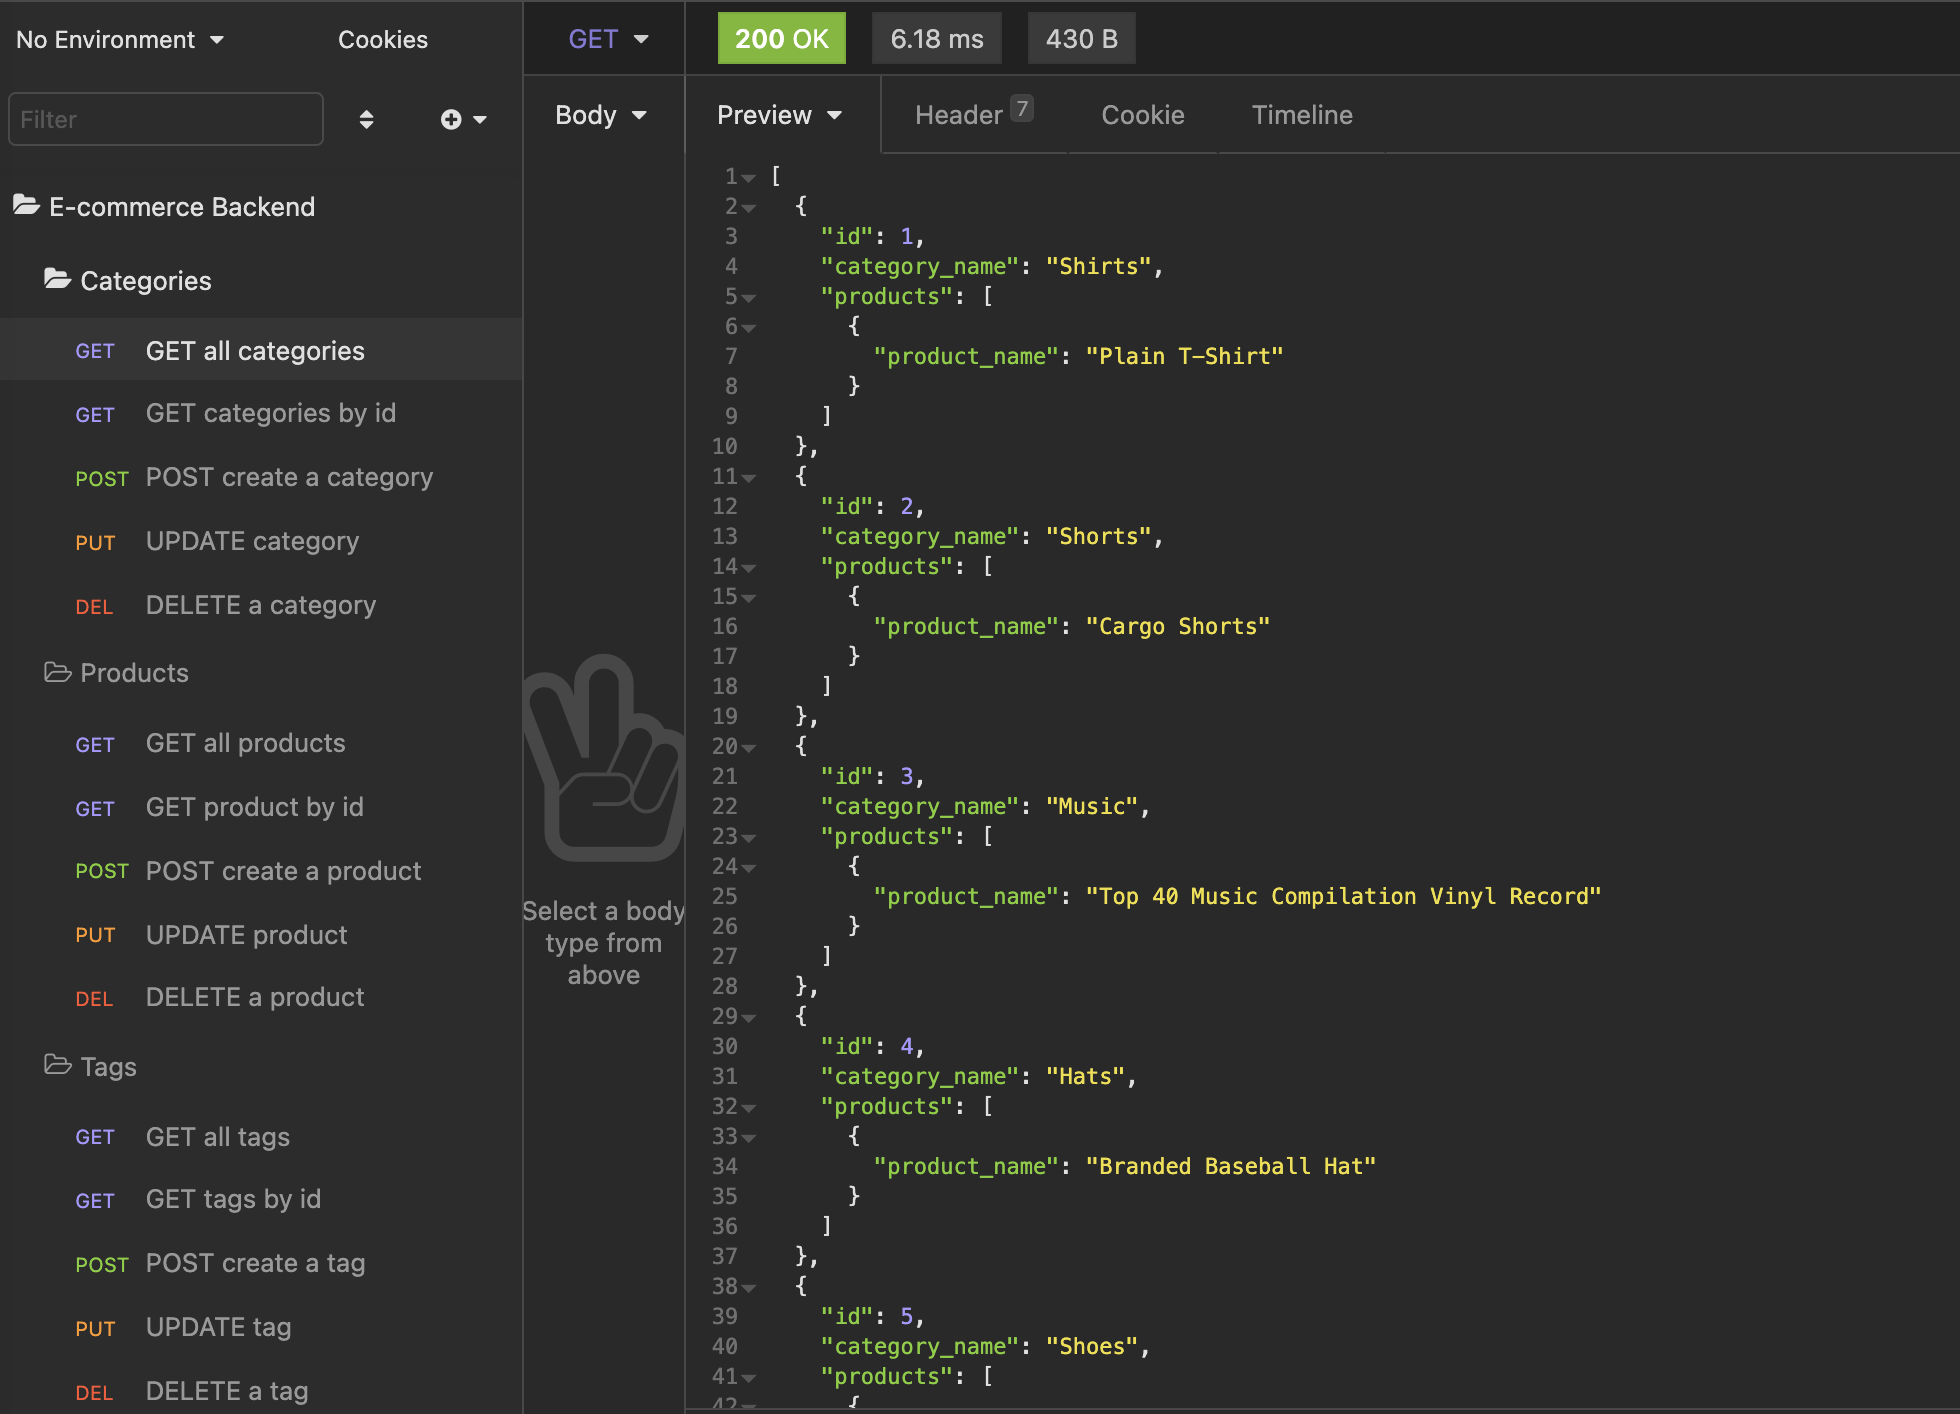 No Environment
Cookies
Filter
E-commerce Backend
Categories
GET GET all categories
GET GET categories by id
POST POST create a category
PUT UPDATE category
DEL DELETE a category
Products
GET GET all products
GET GET product by id
POST POST create a product
PUT UPDATE product
DEL DELETE a product
Tags
GET GET all tags
GET GET tags by id
POST POST create a tag
PUT UPDATE tag
DEL DELETE a tag
GET
Body
Select a body
type from
above
200 OK 6.18 ms 430 B
Preview Header 7 Cookie Timeline
1 [
2 {
3 "id": 1,
4 "category_name": "Shirts",
5 "products": [
6 {
7 "product_name": "Plain T-Shirt"
8 }
9 ]
10 },
11 {
12 "id": 2,
13 "category_name": "Shorts",
14 "products": [
15 {
16 "product_name": "Cargo Shorts"
17 }
18 ]
19 },
20 {
21 "id": 3,
22 "category_name": "Music",
23 "products": [
24 {
25 "product_name": "Top 40 Music Compilation Vinyl Record"
26 }
27 ]
28 },
29 {
30 "id": 4,
31 "category_name": "Hats",
32 "products": [
33 {
34 "product_name": "Branded Baseball Hat"
35 }
36 ]
37 },
38 {
39 "id": 5,
40 "category_name": "Shoes",
41 "products": [
42 {